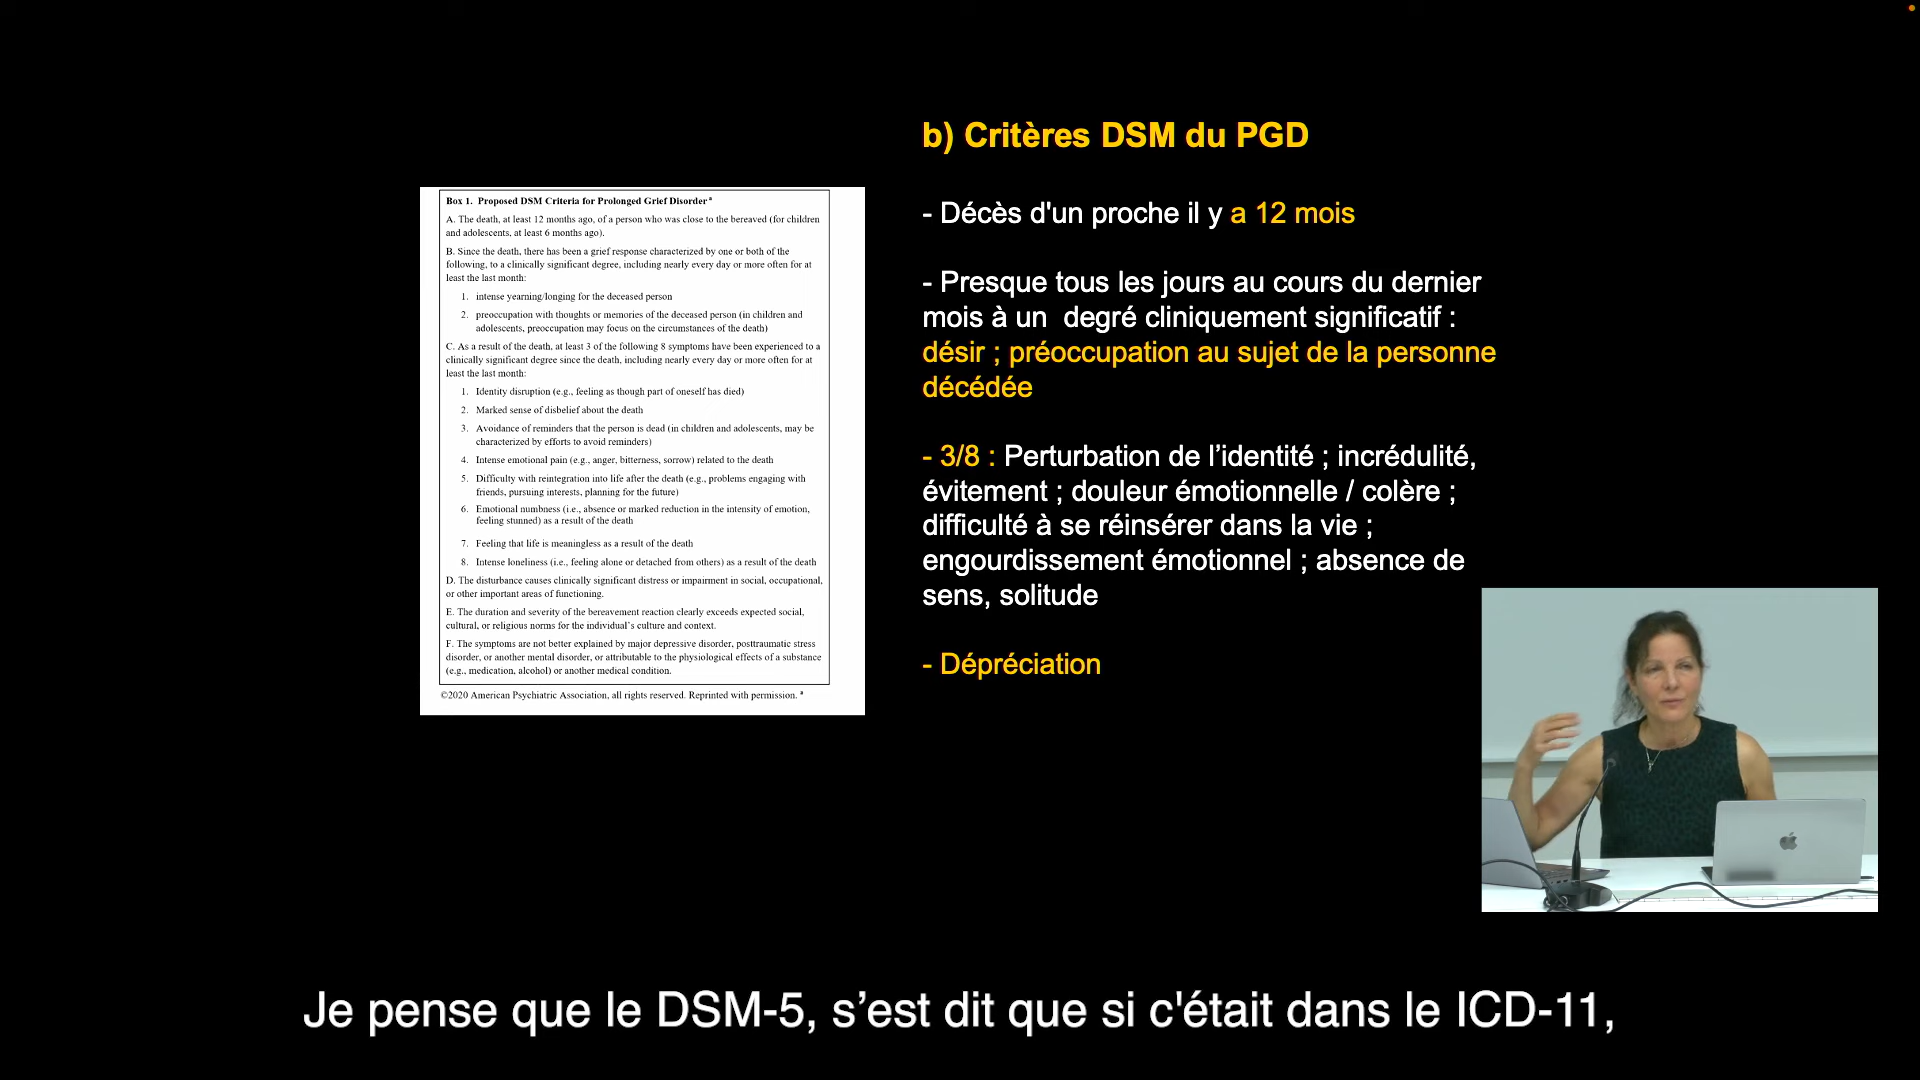 Box 1. Proposed DSM Criteria for Prolonged Grief Disorder a
A. The death, at least 12 months ago, of a person who was close to the bereaved (for children
and adolescents, at least 6 months ago).
B. Since the death, there has been a grief response characterized by one or both of the
following, to a clinically significant degree, including nearly every day or more often for at
least the last month:
1. intense yearning/longing for the deceased person
2. preoccupation with thoughts or memories of the deceased person (in children and
adolescents, preoccupation may focus on the circumstances of the death)
C. As a result of the death, at least 3 of the following 8 symptoms have been experienced to a
clinically significant degree since the death, including nearly every day or more often for at
least the last month:
1. Identity disruption (e.g., feeling as though part of oneself has died)
2. Marked sense of disbelief about the death
3. Avoidance of reminders that the person is dead (in children and adolescents, may be
characterized by efforts to avoid reminders)
4. Intense emotional pain (e.g., anger, bitterness, sorrow) related to the death
5. Difficulty with reintegration into life after the death (e.g., problems engaging with
friends, pursuing interests, planning for the future)
6. Emotional numbness (i.e., absence or marked reduction in the intensity of emotion,
feeling stunned) as a result of the death
7. Feeling that life is meaningless as a result of the death
8. Intense loneliness (i.e., feeling alone or detached from others) as a result of the death
D. The disturbance causes clinically significant distress or impairment in social, occupational,
or other important areas of functioning.
E. The duration and severity of the bereavement reaction clearly exceeds expected social,
cultural, or religious norms for the individual's culture and context.
F. The symptoms are not better explained by major depressive disorder, posttraumatic stress
disorder, or another mental disorder, or attributable to the physiological effects of a substance
(e.g., medication, alcohol) or another medical condition.
©2020 American Psychiatric Association, all rights reserved. Reprinted with permission. a
b) Critères DSM du PGD
- Décès d'un proche il y a 12 mois
- Presque tous les jours au cours du dernier
mois à un degré cliniquement significatif :
désir ; préoccupation au sujet de la personne
décédée
- 3/8 : Perturbation de l’identité ; incrédulité,
évitement ; douleur émotionnelle / colère ;
difficulté à se réinsérer dans la vie ;
engourdissement émotionnel ; absence de
sens, solitude
- Dépréciation
Je pense que le DSM-5, s’est dit que si c'était dans le ICD-11,